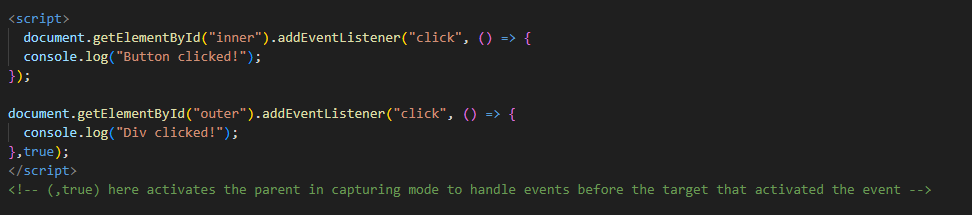 <script>
document.getElementById("inner").addEventListener("click", () => {
console.log("Button clicked!");
});
document.getElementById("outer").addEventListener("click", () => {
console.log("Div clicked!");
},true);
</script>
<!-- (,true) here activates the parent in capturing mode to handle events before the target that activated the event -->